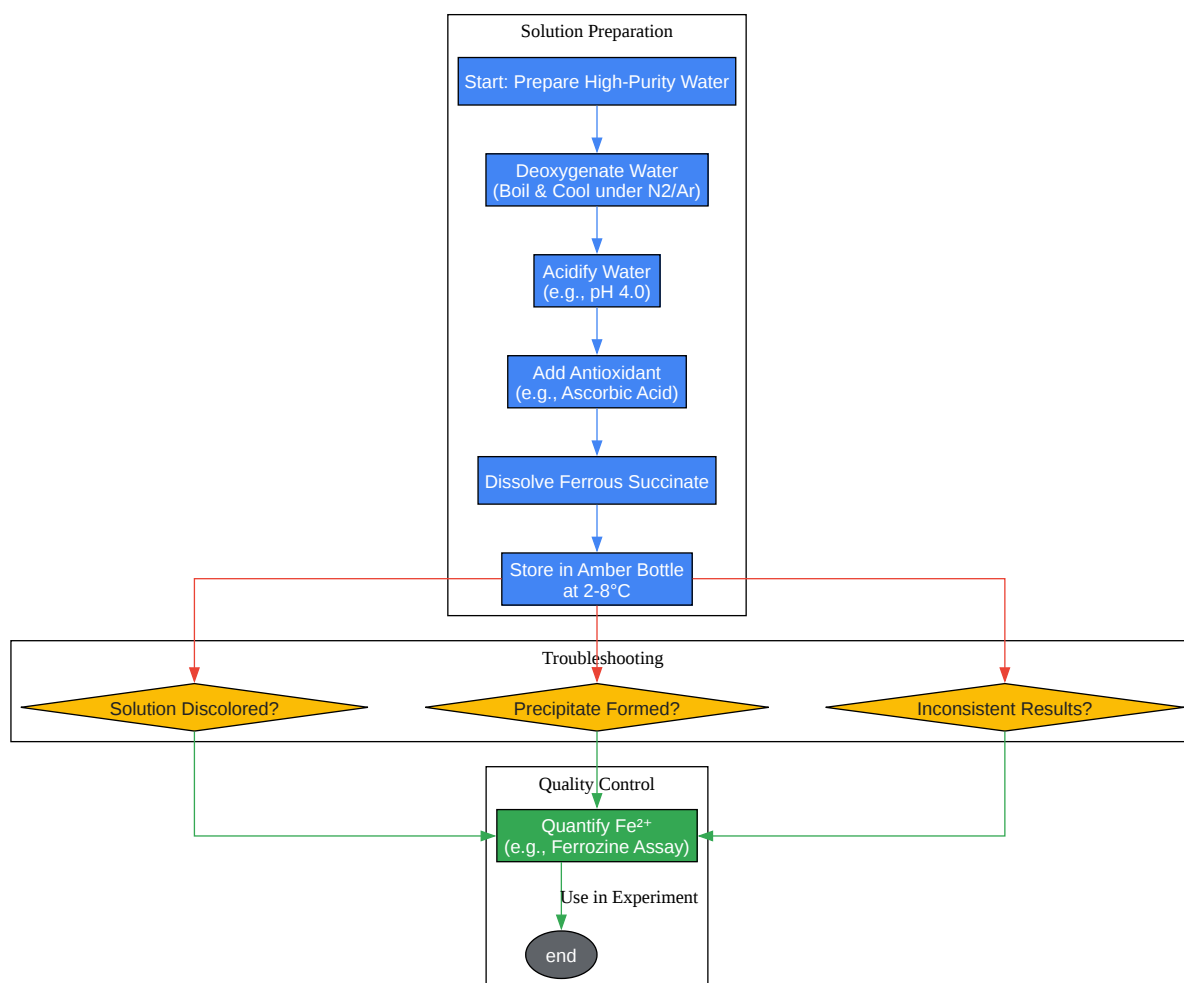 Solution Preparation
Start: Prepare High-Purity Water
Deoxygenate Water
(Boil & Cool under N2/Ar)
Acidify Water
(e.g., pH 4.0)
Add Antioxidant
(e.g., Ascorbic Acid)
Dissolve Ferrous Succinate
Store in Amber Bottle
at 2-8°C
Troubleshooting
Solution Discolored?
Precipitate Formed?
Inconsistent Results?
Quality Control
Quantify Fe²⁺
(e.g., Ferrozine Assay)
Use in Experiment
end